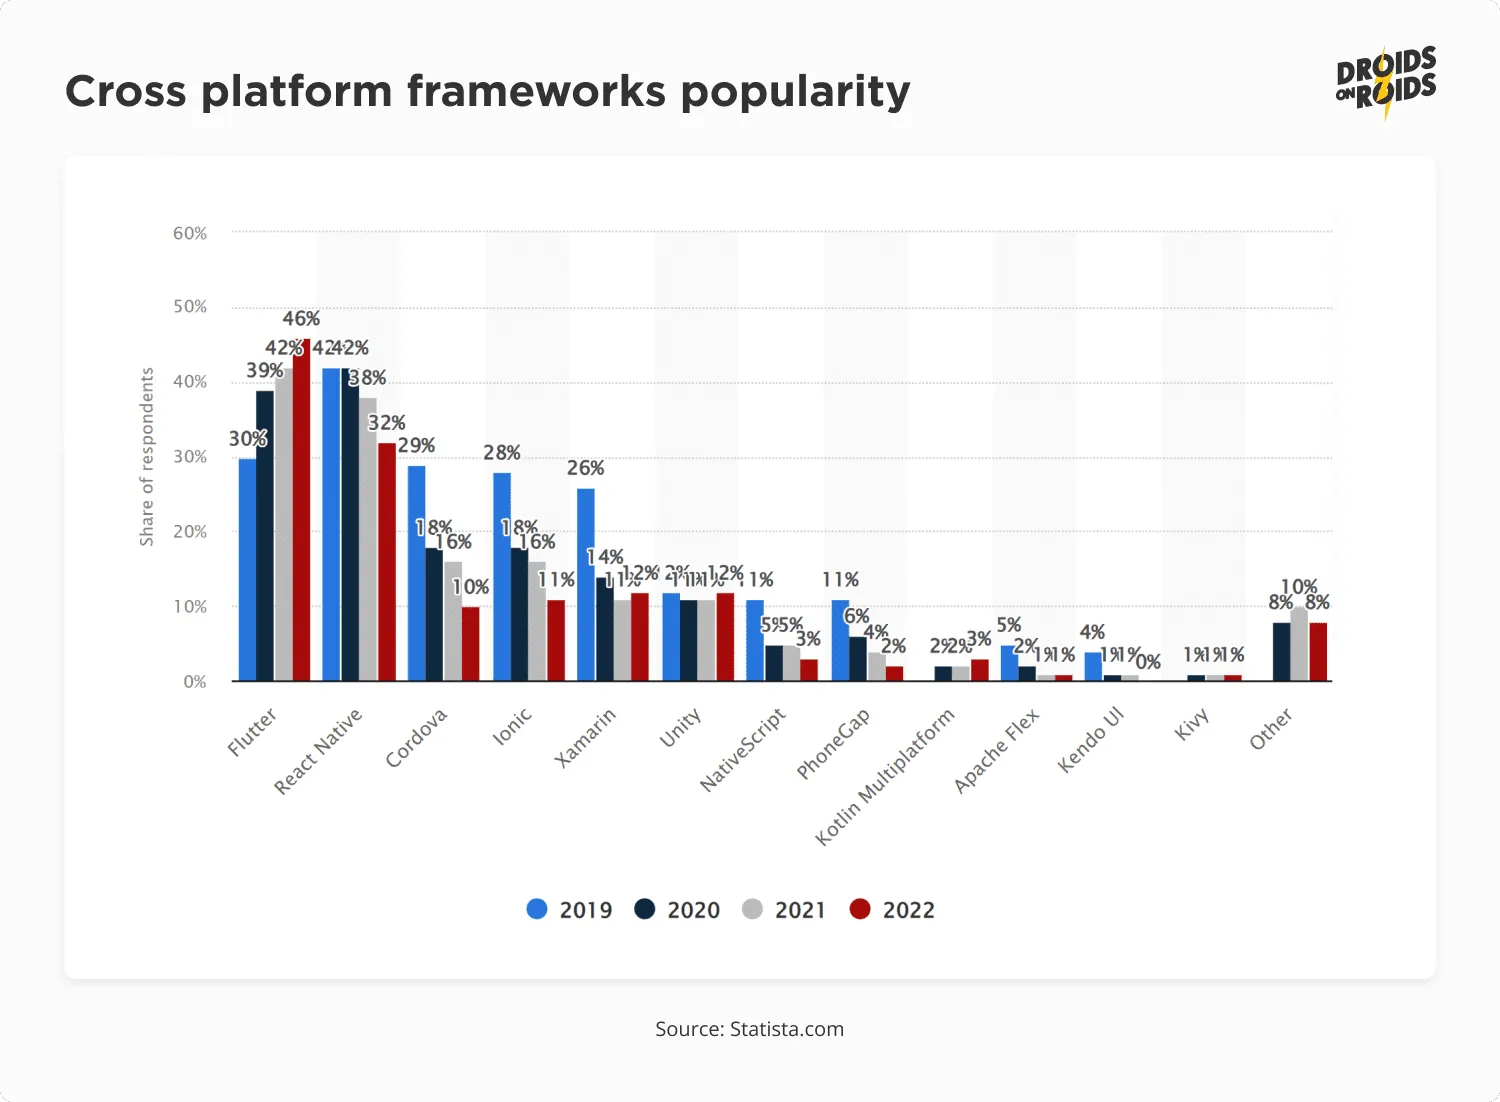 Cross platform frameworks popularity
DROIDS
ON ROIDS
Share of respondents
60%
50%
40%
30%
20%
10%
0%
30%
39%
42%
46%
42%
42%
38%
32%
29%
18%
16%
10%
28%
18%
16%
11%
26%
14%
11%
12%
11%
11%
12%
11%
5%
5%
3%
11%
6%
4%
2%
2%
2%
3%
5%
2%
1%
1%
4%
1%
1%
0%
1%
1%
1%
8%
10%
8%
Flutter
React Native
Cordova
Ionic
Xamarin
Unity
NativeScript
PhoneGap
Kotlin Multiplatform
Apache Flex
Kendo UI
Kivy
Other
2019 2020 2021 2022
Source: Statista.com